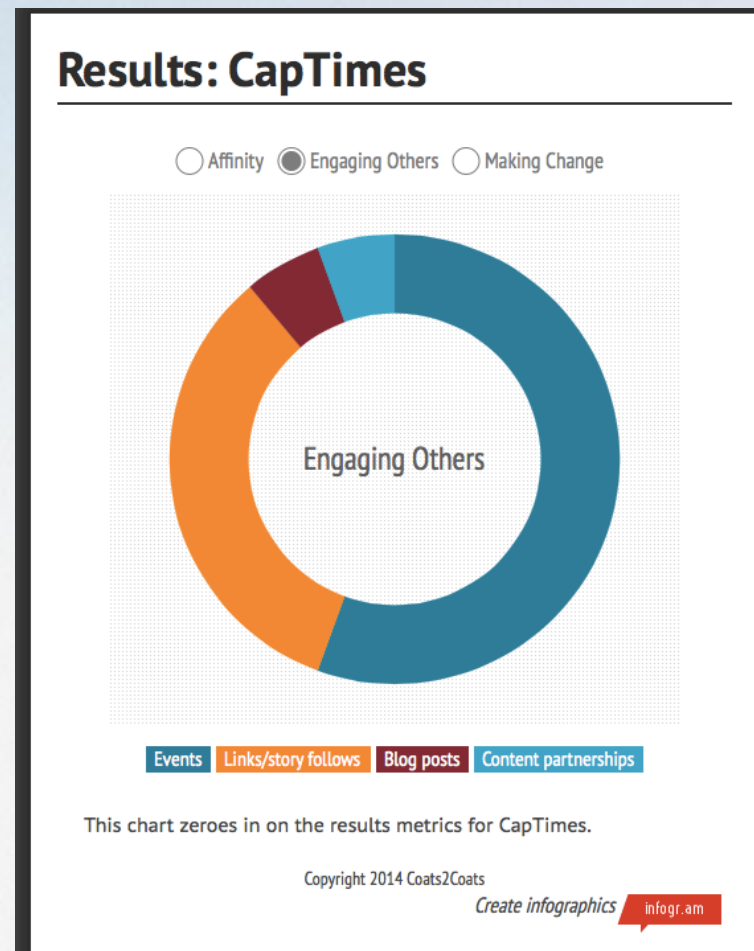 Results: CapTimes
Affinity Engaging Others Making Change
Engaging Others
Events Links/story follows Blog posts Content partnerships
This chart zeroes in on the results metrics for CapTimes.
Copyright 2014 Coats2Coats
Create infographics infogr.am